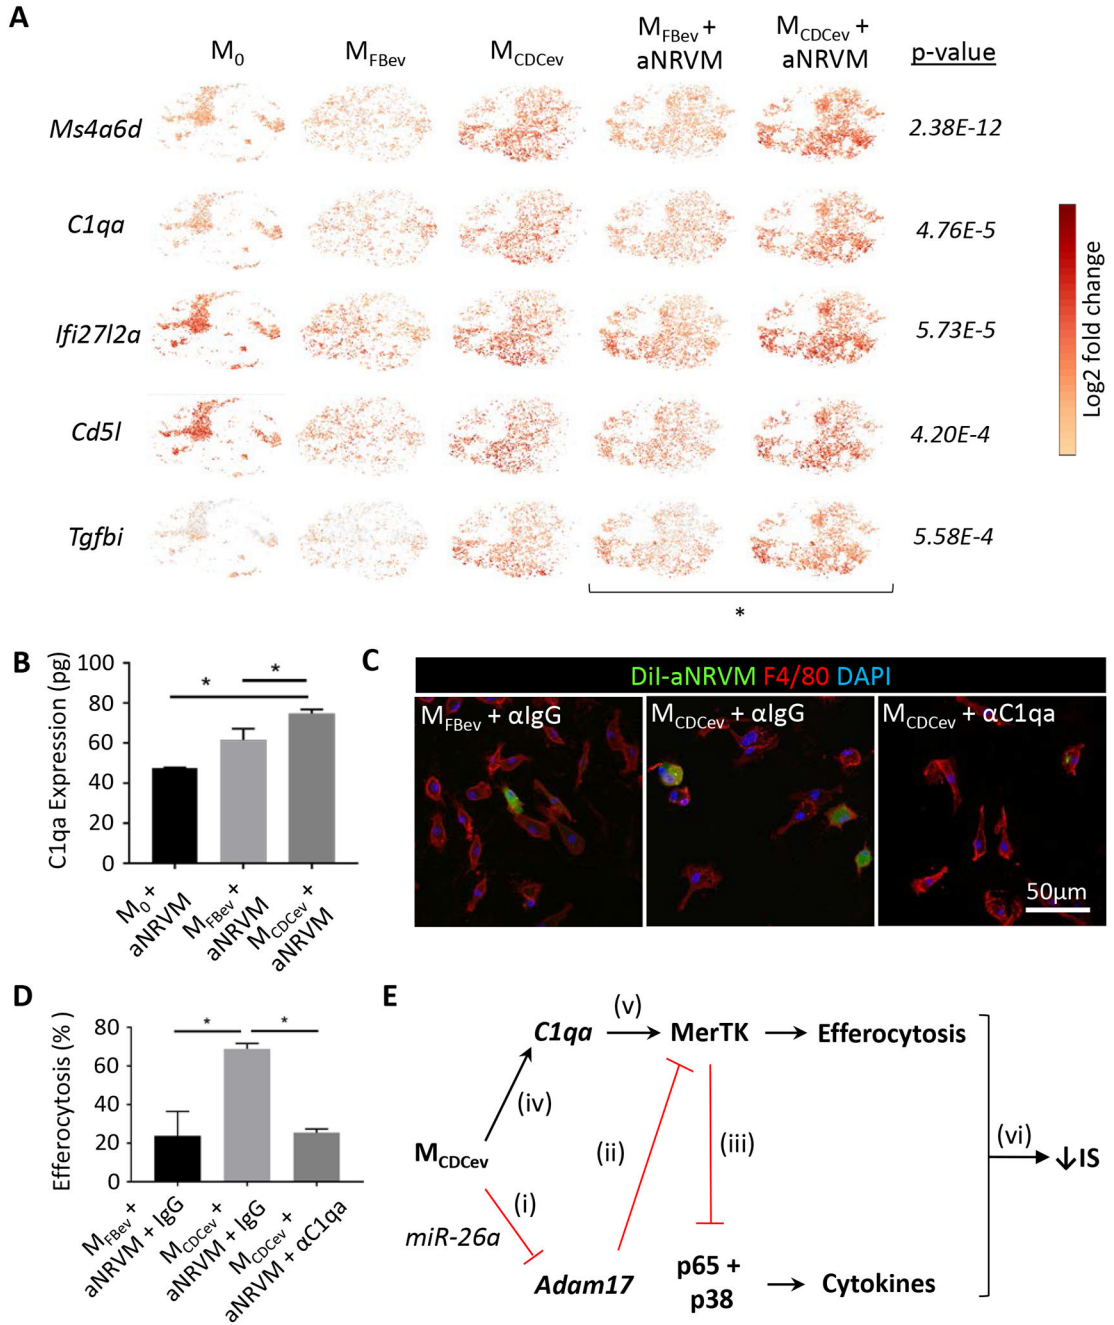 A
M0 MFBev MCDCev MFBev + aNRVM MCDCev + aNRVM p-value
Ms4a6d 2.38E-12
C1qa 4.76E-5
Ifi27l2a 5.73E-5
Cd5l 4.20E-4
Tgfbi 5.58E-4
*
Log2 fold change
B
C1qa Expression (pg)
100
80
60
40
20
0
* *
M0 + aNRVM
MFBev + aNRVM
MCDCev + aNRVM
C
DiI-aNRVM F4/80 DAPI
MFBev + αIgG
MCDCev + αIgG
MCDCev + αC1qa
50μm
D
Efferocytosis (%)
80
60
40
20
0
* *
MFBev + aNRVM + IgG
MCDCev + aNRVM + IgG
MCDCev + aNRVM + αC1qa
E
(v)
C1qa MerTK Efferocytosis
(iv)
(ii) (iii) (vi)
MCDCev
↓IS
(i)
miR-26a
Adam17
p65 +
p38
Cytokines